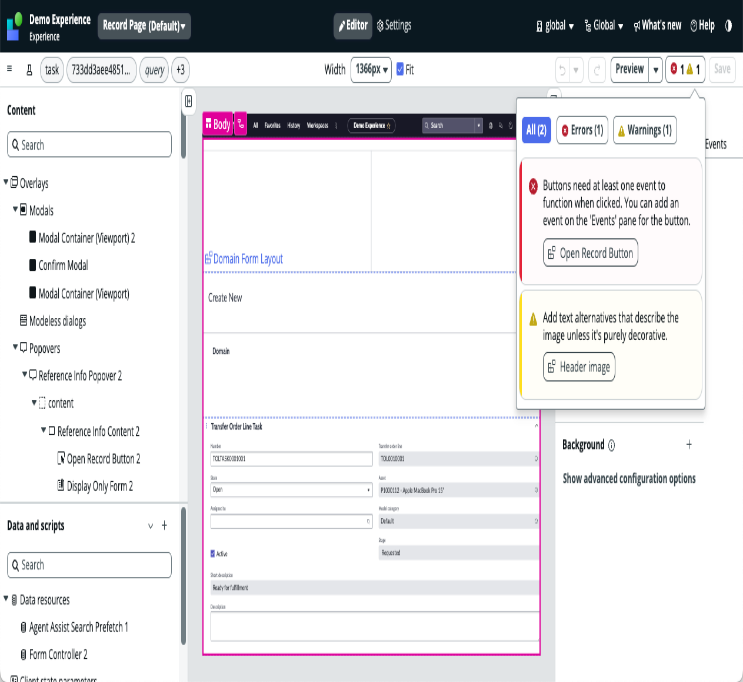 Demo Experience
Experience
Record Page (Default)
Editor
Settings
global
Global
What's new
Help
task
733dd3aee4851...
query
+3
Width
1366px
Fit
Preview
1
1
Save
Content
Search
Overlays
Modals
Modal Container (Viewport) 2
Confirm Modal
Modal Container (Viewport)
Modeless dialogs
Popovers
Reference Info Popover 2
content
Reference Info Content 2
Open Record Button 2
Display Only Form 2
Data and scripts
Search
Data resources
Agent Assist Search Prefetch 1
Form Controller 2
Client state parameters
Body
All
Favorites
History
Workspaces
Demo Experience
Search
Domain Form Layout
Create New
Domain
Transfer Order Line Task
Number
Transfer order line
TOL0010001
State
Open
Asset
P1000112 - Apple MacBook Pro 15"
Assigned to
Model category
Default
Stage
Active
Requested
Short description
Ready for fulfillment
Description
All (2)
Errors (1)
Warnings (1)
Events
Buttons need at least one event to
function when clicked. You can add an
event on the 'Events' pane for the button.
Open Record Button
Add text alternatives that describe the
image unless it's purely decorative.
Header image
Background
Show advanced configuration options